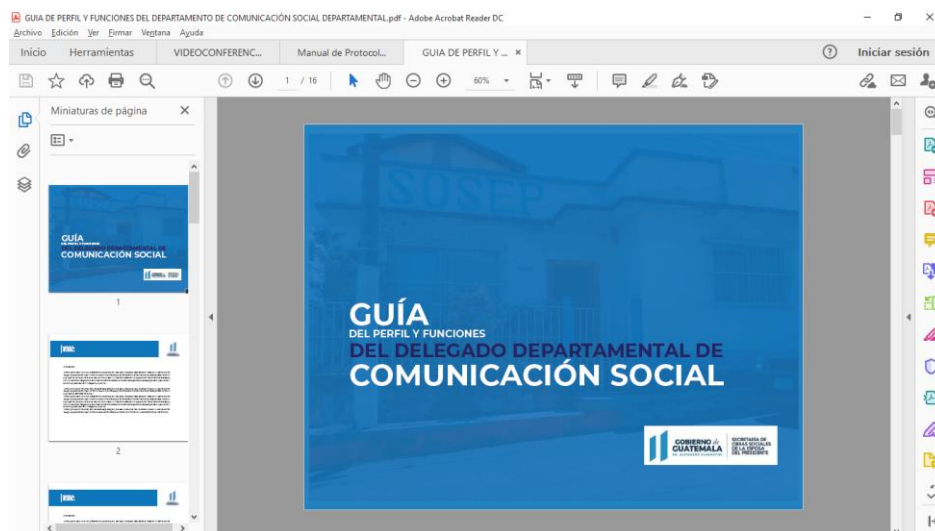 GUIA DE PERFIL Y FUNCIONES DEL DEPARTAMENTO DE COMUNICACIÓN SOCIAL DEPARTAMENTAL.pdf - Adobe Acrobat Reader DC
Archivo Edición Ver Firmar Ventana Ayuda
Inicio Herramientas VIDEOCONFERENC... Manual de Protocol... GUIA DE PERFIL Y ... × Iniciar sesión
1 / 16 60%
Miniaturas de página
GUÍA
COMUNICACIÓN SOCIAL
1
2
SOSEP
GUÍA
DEL PERFIL Y FUNCIONES
DEL DELEGADO DEPARTAMENTAL DE
COMUNICACIÓN SOCIAL
GOBIERNO de
GUATEMALA
SECRETARÍA DE
OBRAS SOCIALES
DE LA ESPOSA
DEL PRESIDENTE